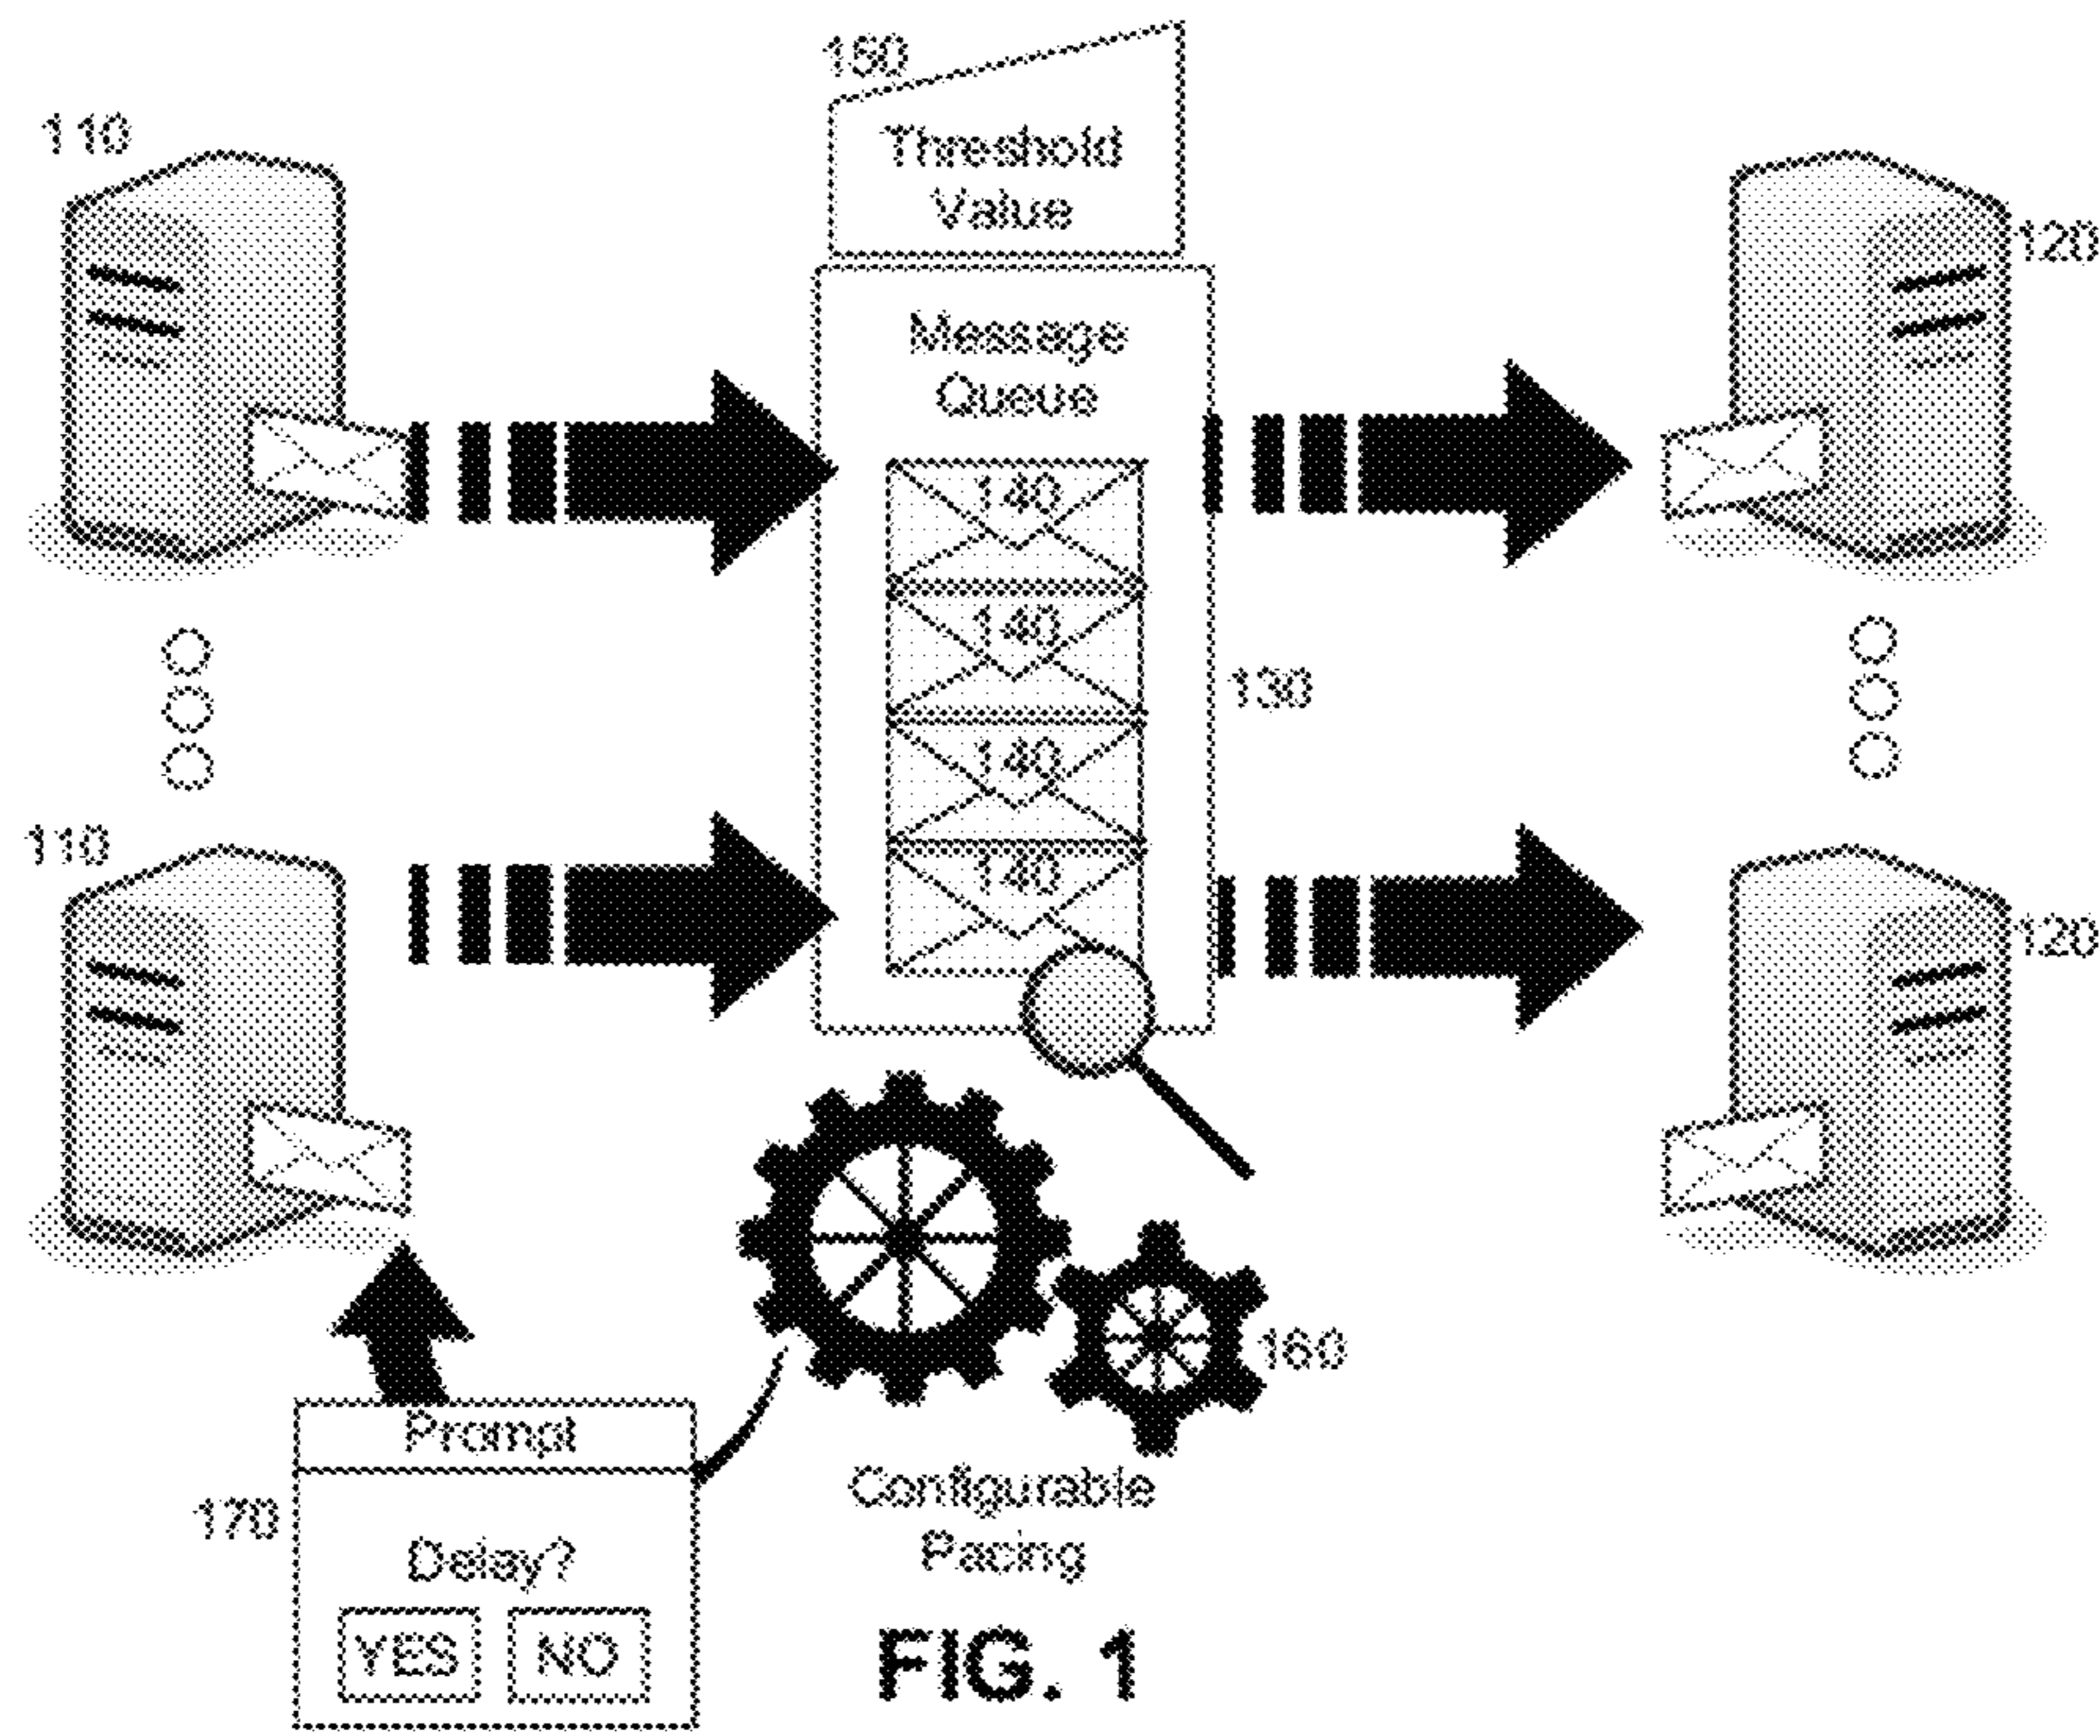 150
110
Threshold
Value
120
Message
Queue
140
140
130
140
110
140
120
160
Prompt
Configurable
170
Pacing
Delay?
YES NO
FIG. 1